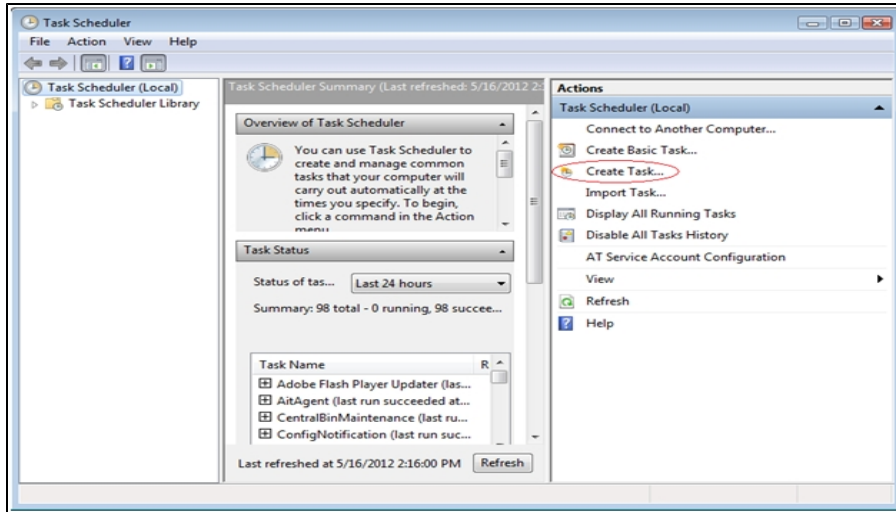 Task Scheduler
File Action View Help
Task Scheduler (Local)
Task Scheduler Library
Task Scheduler Summary (Last refreshed: 5/16/2012 2:
Overview of Task Scheduler
You can use Task Scheduler to
create and manage common
tasks that your computer will
carry out automatically at the
times you specify. To begin,
click a command in the Action
menu
Task Status
Status of tas... Last 24 hours
Summary: 98 total - 0 running, 98 succee...
Task Name R
Adobe Flash Player Updater (las...
AitAgent (last run succeeded at...
CentralBinMaintenance (last ru...
ConfigNotification (last run suc...
Last refreshed at 5/16/2012 2:16:00 PM Refresh
Actions
Task Scheduler (Local)
Connect to Another Computer...
Create Basic Task...
Create Task...
Import Task...
Display All Running Tasks
Disable All Tasks History
AT Service Account Configuration
View
Refresh
Help